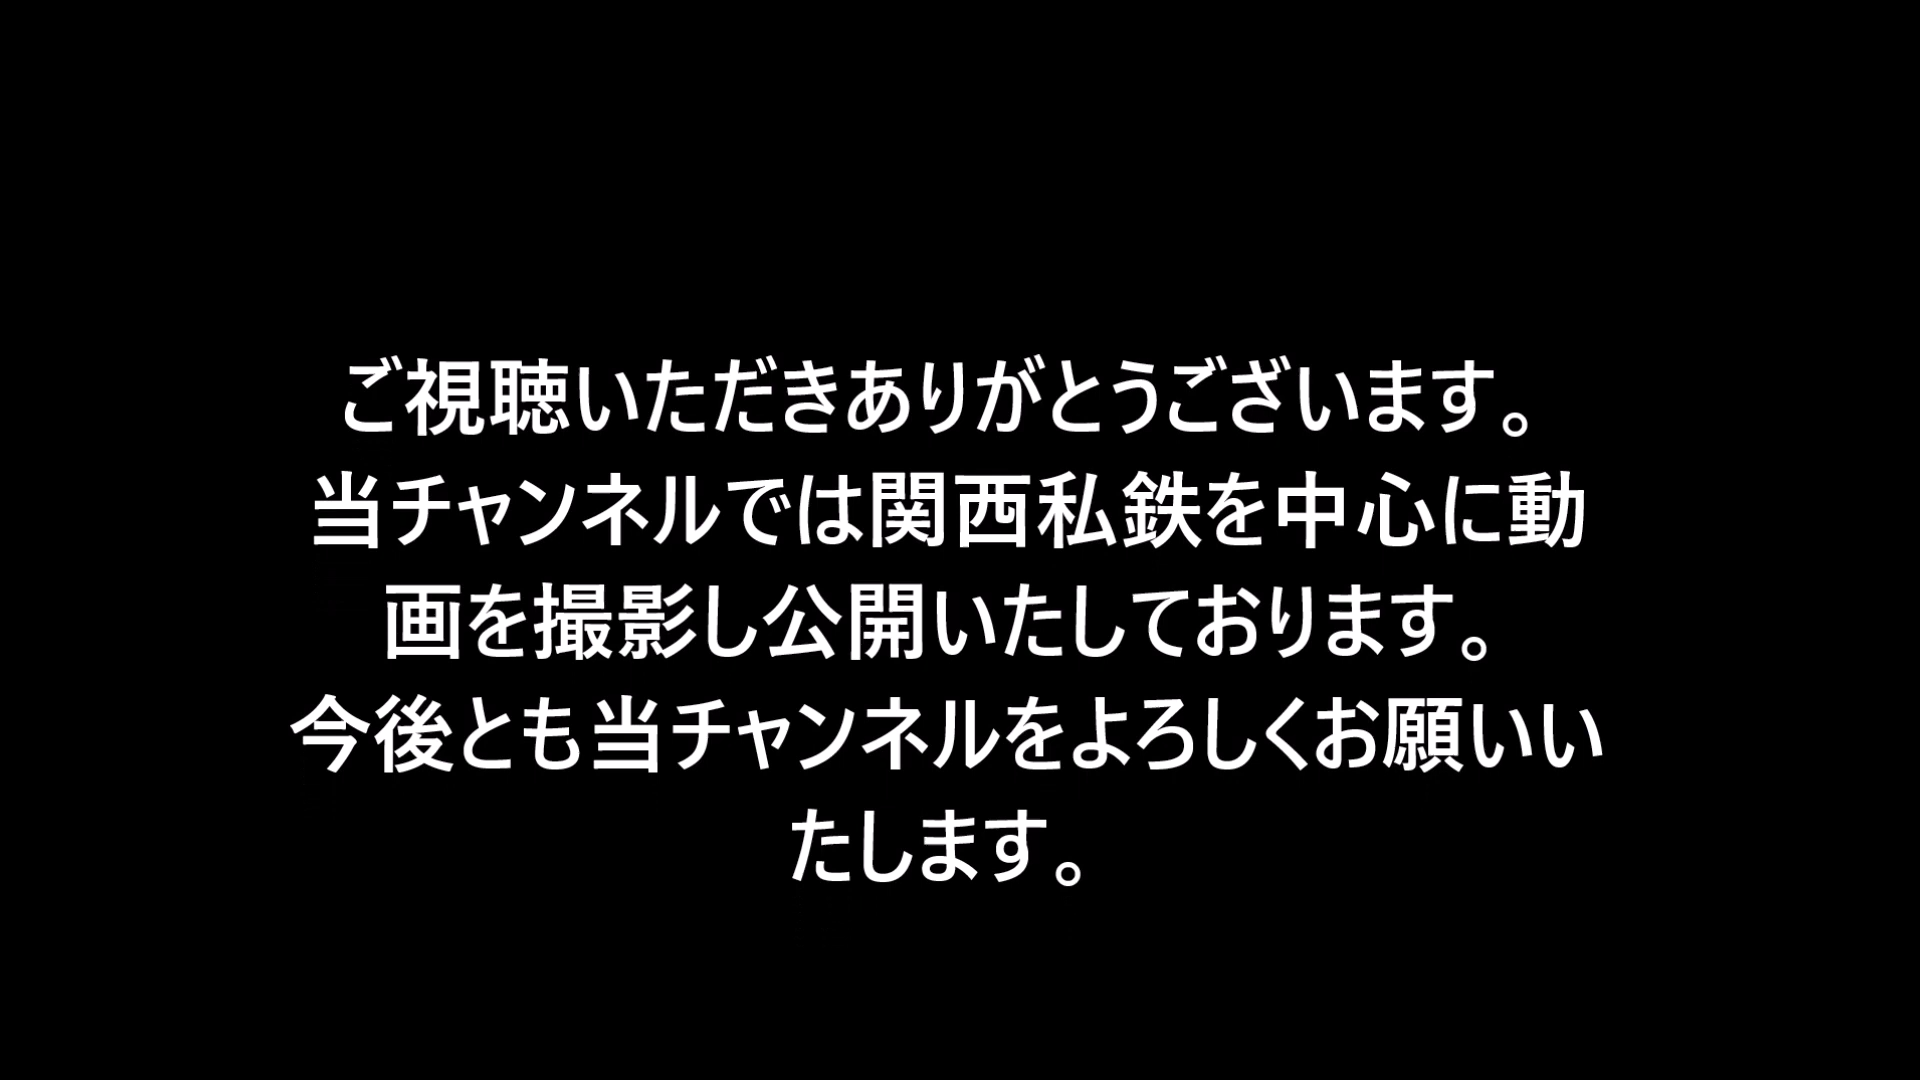 ご視聴いただきありがとうございます。
当チャンネルでは関西私鉄を中心に動
画を撮影し公開いたしております。
今後とも当チャンネルをよろしくお願いい
たします。